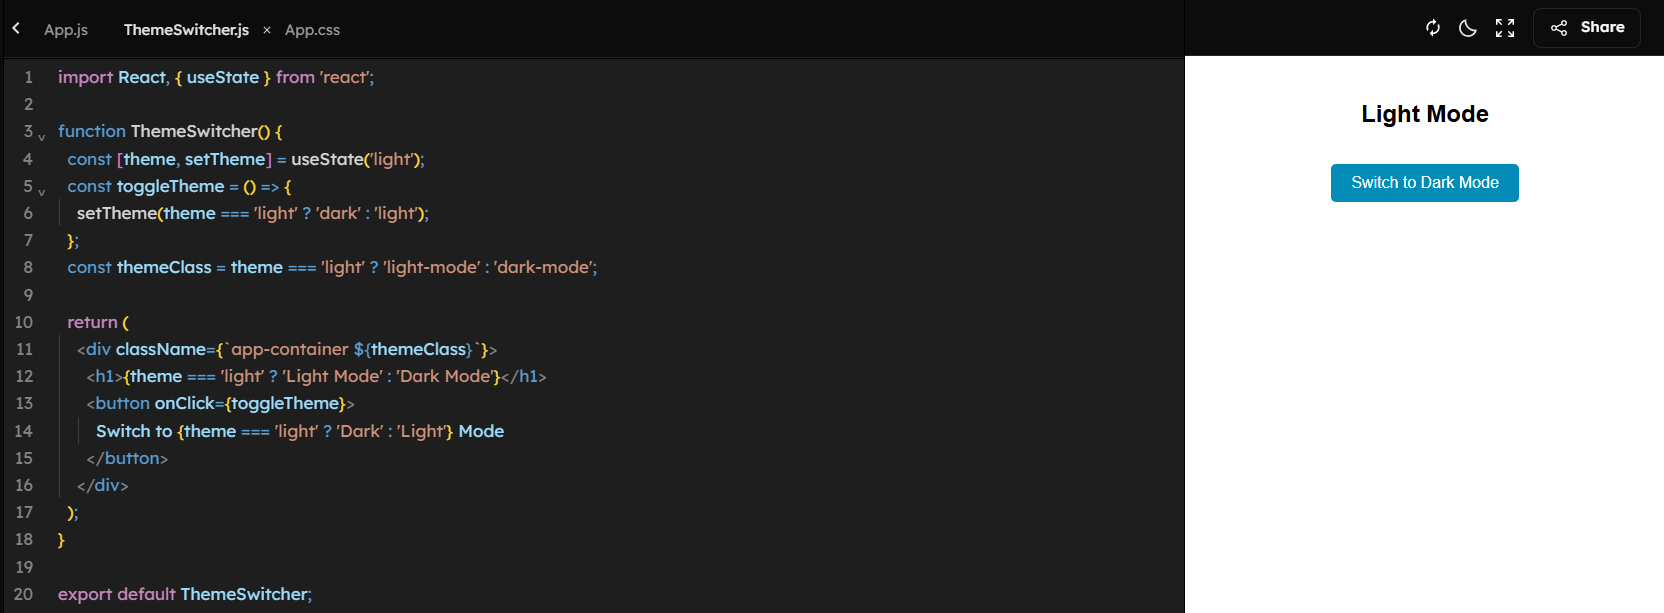 App.js ThemeSwitcher.js × App.css
Share
1 import React, { useState } from 'react';
2
3 function ThemeSwitcher() {
4 const [theme, setTheme] = useState('light');
5 const toggleTheme = () => {
6 setTheme(theme === 'light' ? 'dark' : 'light');
7 };
8 const themeClass = theme === 'light' ? 'light-mode' : 'dark-mode';
9
10 return (
11 <div className={`app-container ${themeClass}`}>
12 <h1>{theme === 'light' ? 'Light Mode' : 'Dark Mode'}</h1>
13 <button onClick={toggleTheme}>
14 Switch to {theme === 'light' ? 'Dark' : 'Light'} Mode
15 </button>
16 </div>
17 );
18 }
19
20 export default ThemeSwitcher;
Light Mode
Switch to Dark Mode